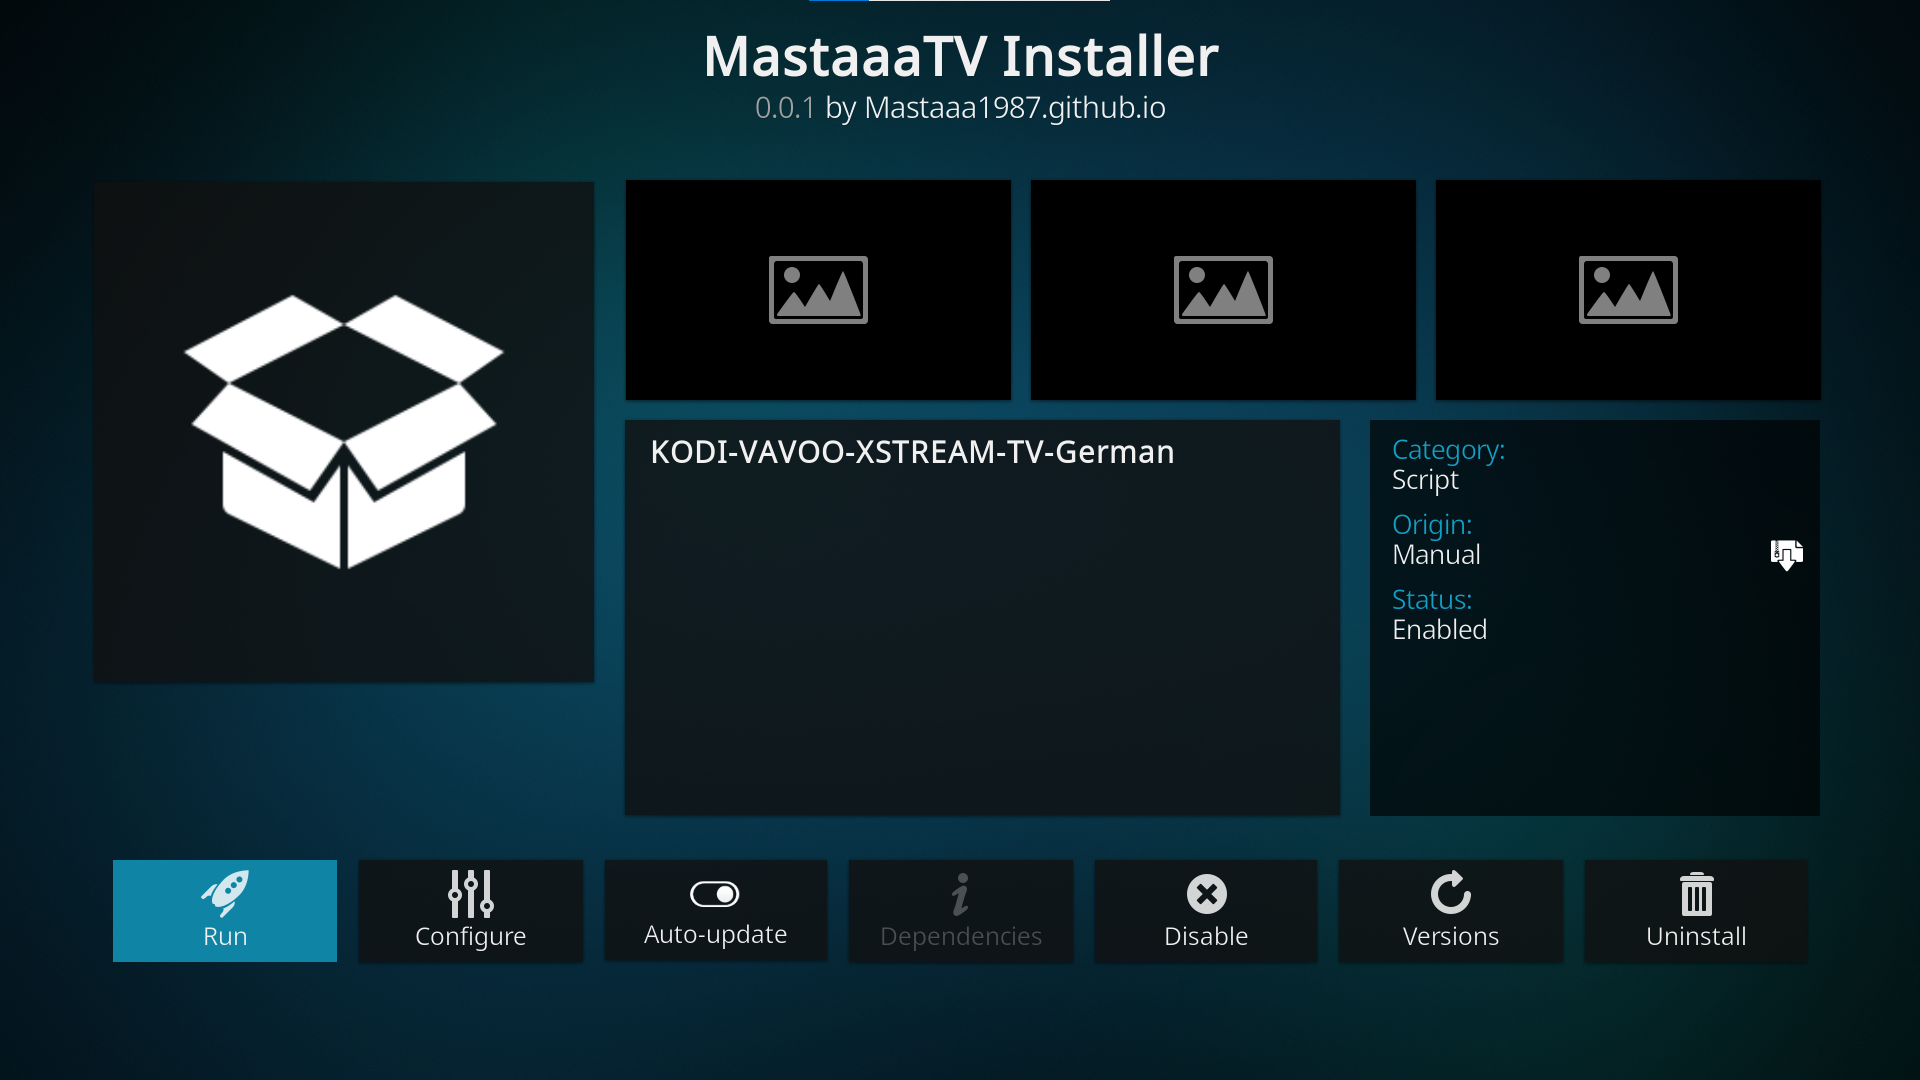 MastaaaTV Installer
0.0.1 by Mastaaa1987.github.io
KODI-VAVOO-XSTREAM-TV-German
Category:
Script
Origin:
Manual
Status:
Enabled
Run
Configure
Auto-update
Dependencies
Disable
Versions
Uninstall